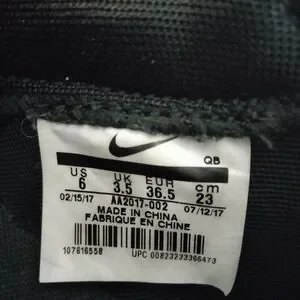 QB
US UK EUR cm
6 3.5 36.5 23
02/15/17 AA2017-002 07/12/17
MADE IN CHINA
FABRIQUE EN CHINE
107616558 UPC 00823233366473